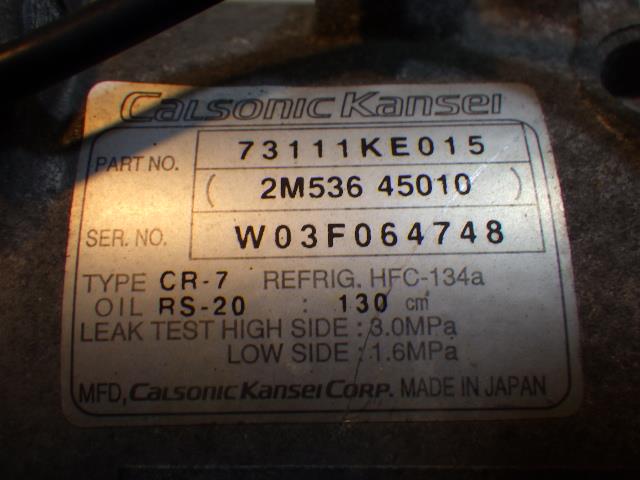 CALSONIC KANSEI
PART NO. 73111KE015
( 2M536 45010 )
SER. NO. W03F064748
TYPE CR-7 REFRIG. HFC-134a
OIL RS-20 : 130 cm³
LEAK TEST HIGH SIDE : 3.0MPa
LOW SIDE : 1.6MPa
MFD, CALSONIC KANSEI CORP. MADE IN JAPAN